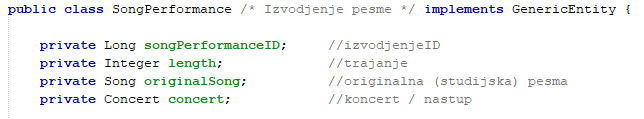 public class SongPerformance /* Izvodjenje pesme */ implements GenericEntity {
private Long songPerformanceID; //izvodjenjeID
private Integer length; //trajanje
private Song originalSong; //originalna (studijska) pesma
private Concert concert; //koncert / nastup